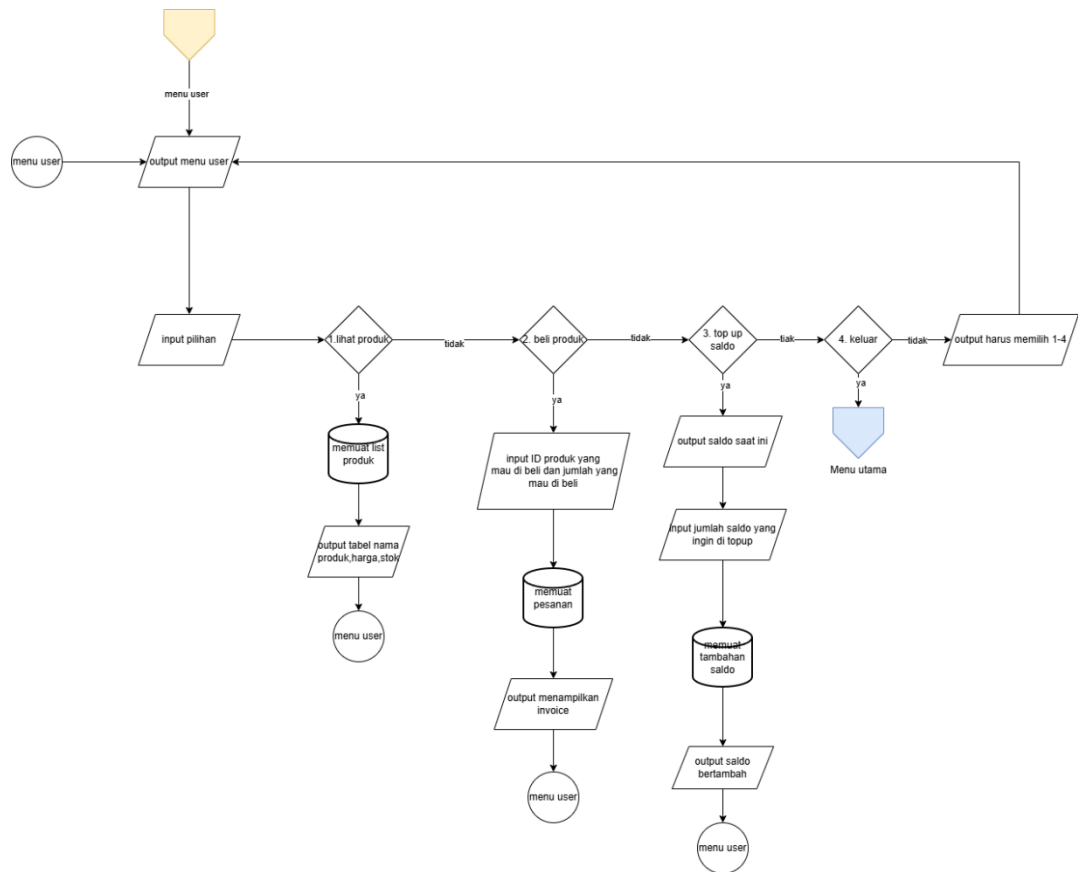 menu user
menu user
output menu user
input pilihan
1.lihat produk
tidak
2. beli produk
tidak
3. top up
saldo
tiak
4. keluar
tidak
output harus memilih 1-4
ya
memuat list
produk
output tabel nama
produk,harga,stok
menu user
ya
input ID produk yang
mau di beli dan jumlah yang
mau di beli
memuat
pesanan
output menampilkan
invoice
menu user
ya
output saldo saat ini
input jumlah saldo yang
ingin di topup
memuat
tambahan
saldo
output saldo
bertambah
menu user
ya
Menu utama